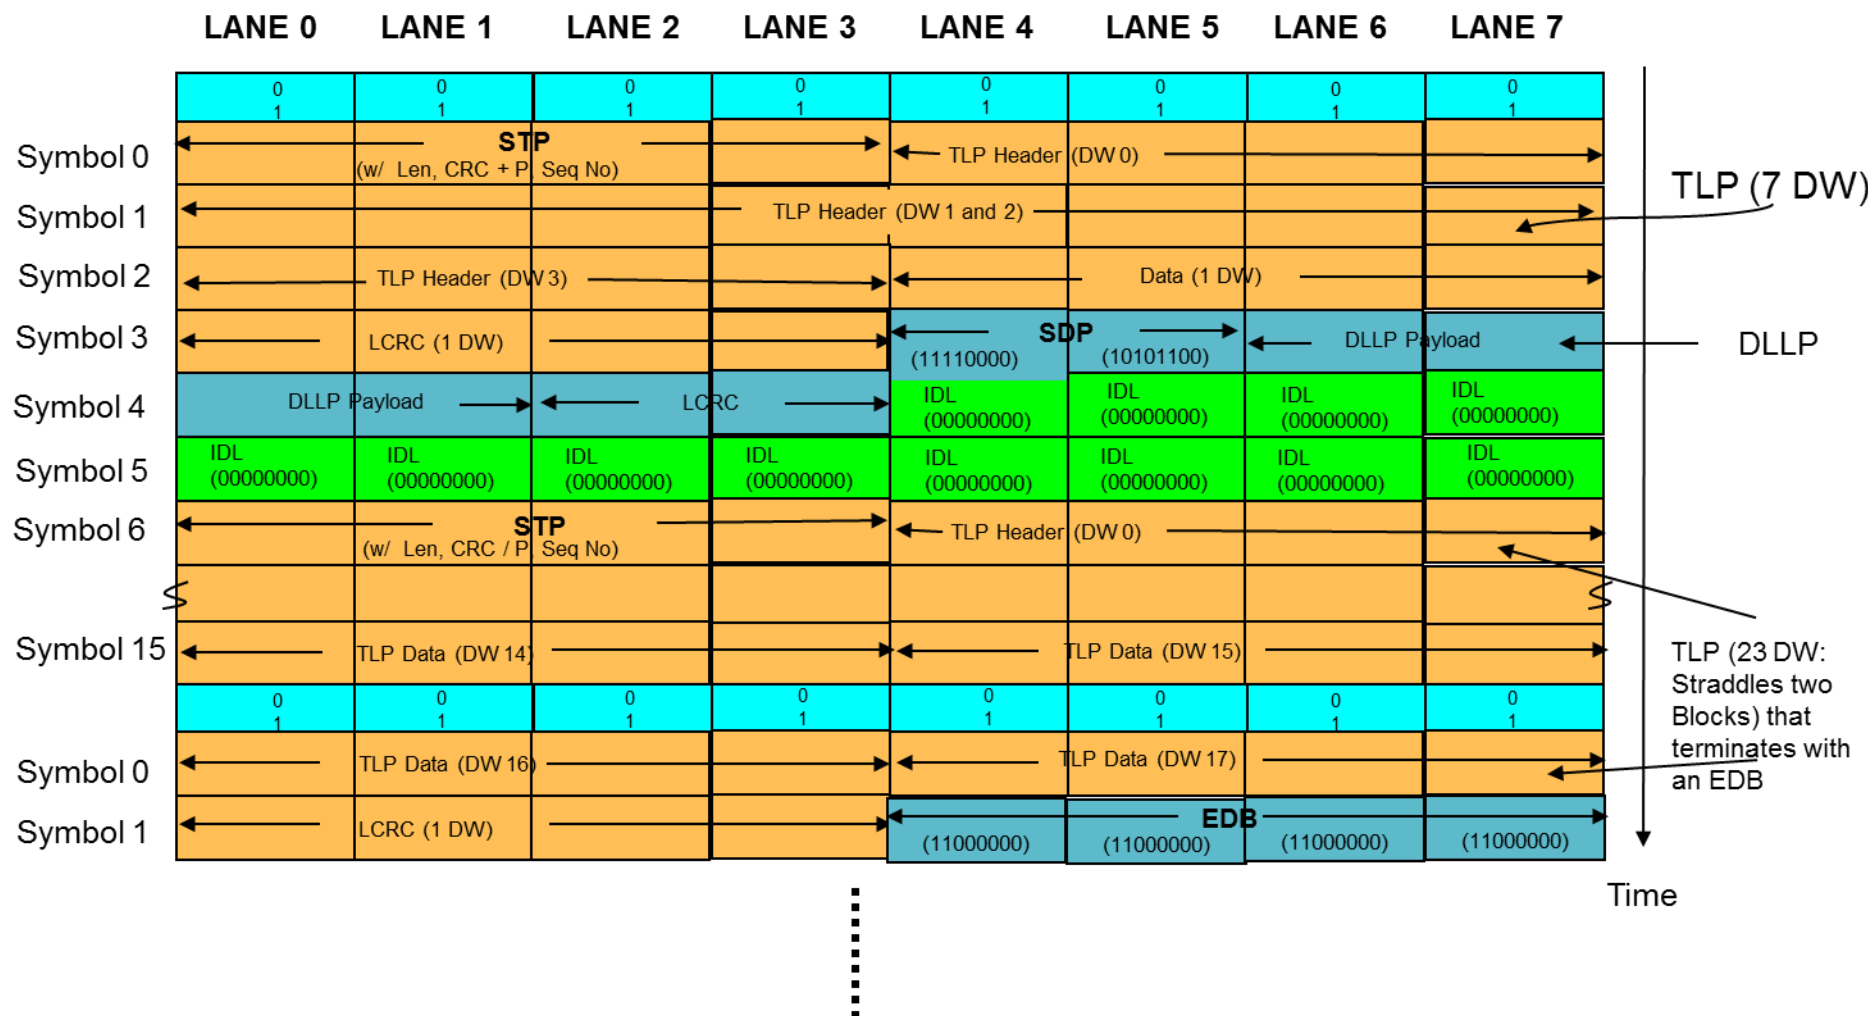 LANE 0 LANE 1 LANE 2 LANE 3 LANE 4 LANE 5 LANE 6 LANE 7
0 0 0 0 0 0 0 0
1 1 1 1 1 1 1 1
Symbol 0 STP TLP Header (DW 0)
(w/ Len, CRC + P, Seq No)
Symbol 1 TLP Header (DW 1 and 2) TLP (7 DW)
Symbol 2 TLP Header (DW 3) Data (1 DW)
Symbol 3 LCRC (1 DW) SDP DLLP Payload DLLP
(11110000) (10101100)
Symbol 4 DLLP Payload LCRC IDL IDL IDL IDL
(00000000) (00000000) (00000000) (00000000)
Symbol 5 IDL IDL IDL IDL IDL IDL IDL IDL
(00000000) (00000000) (00000000) (00000000) (00000000) (00000000) (00000000) (00000000)
Symbol 6 STP TLP Header (DW 0)
(w/ Len, CRC / P, Seq No)
Symbol 15 TLP Data (DW 14) TLP Data (DW 15)
TLP (23 DW:
Straddles two
Blocks) that
terminates with
an EDB
0 0 0 0 0 0 0 0
1 1 1 1 1 1 1 1
Symbol 0 TLP Data (DW 16) TLP Data (DW 17)
Symbol 1 LCRC (1 DW) EDB
(11000000) (11000000) (11000000) (11000000)
Time